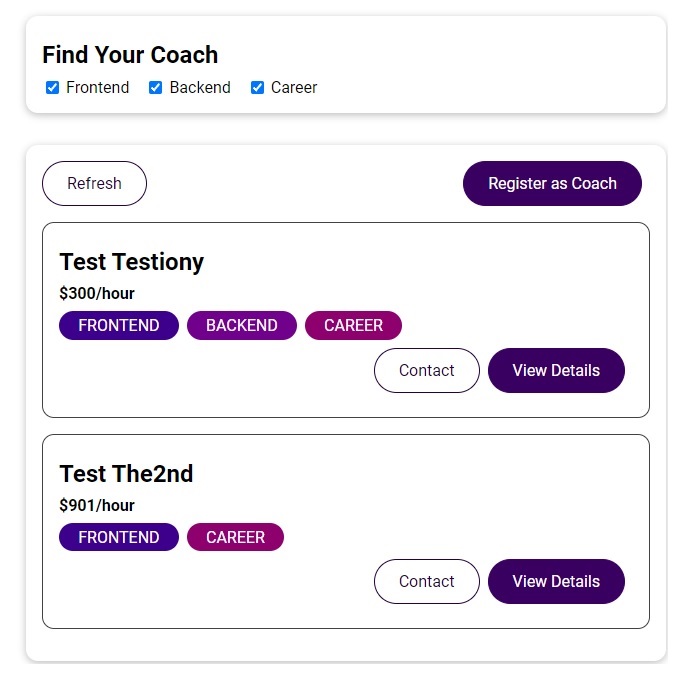 Find Your Coach
Frontend Backend Career
Refresh Register as Coach
Test Testiony
$300/hour
FRONTEND BACKEND CAREER
Contact View Details
Test The2nd
$901/hour
FRONTEND CAREER
Contact View Details